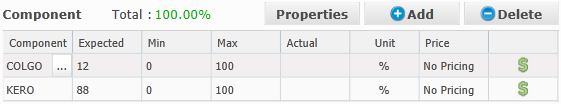 Component Total : 100.00% Properties Add Delete
Component Expected Min Max Actual Unit Price
COLGO ... 12 0 100 % No Pricing $
KERO 88 0 100 % No Pricing $